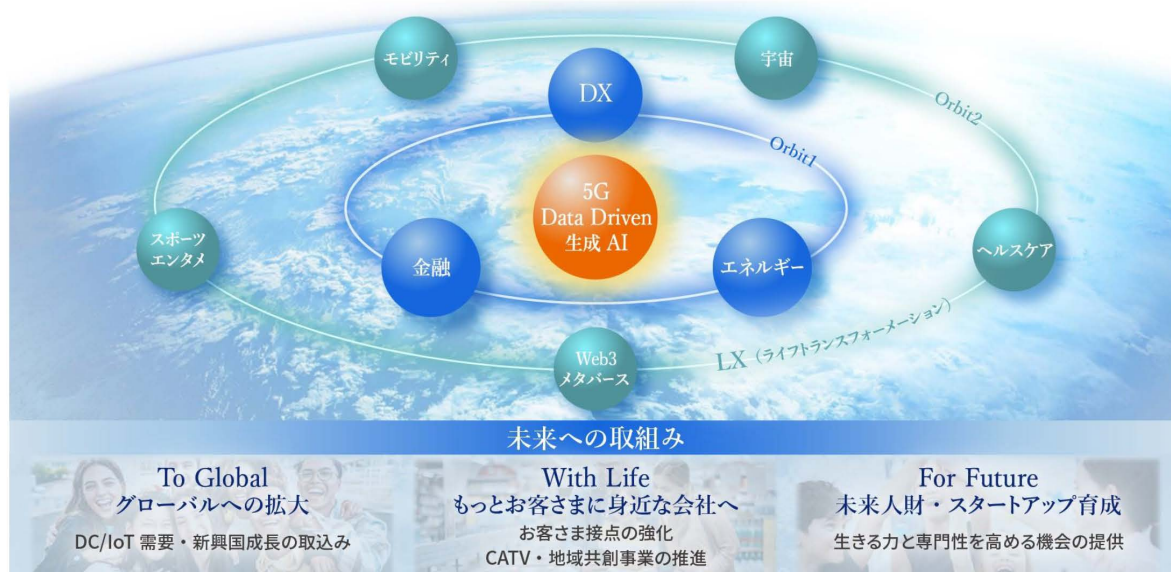 モビリティ
宇宙
DX
Orbit2
Orbit1
5G
Data Driven
生成 AI
スポーツ
エンタメ
金融
エネルギー
ヘルスケア
LX（ライフトランスフォーメーション）
Web3
メタバース
未来への取組み
To Global
グローバルへの拡大
DC/IoT 需要・新興国成長の取込み
With Life
もっとお客さまに身近な会社へ
お客さま接点の強化
CATV・地域共創事業の推進
For Future
未来人財・スタートアップ育成
生きる力と専門性を高める機会の提供